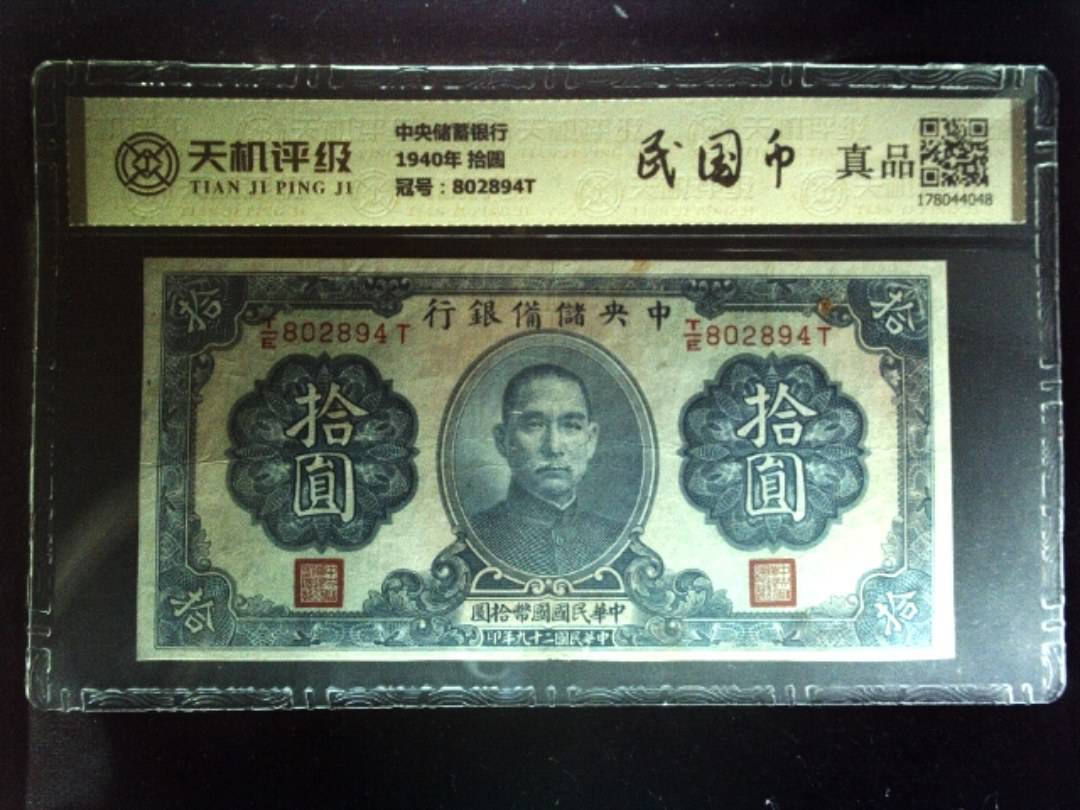 天机评级
TIAN JI PING JI
中央储蓄银行
1940年 拾圆
冠号：802894T
民国币
真品
178044048
行銀備儲央中
拾
拾
T/E 802894T
T/E 802894T
拾圓
拾圓
圓拾幣國國民華中
拾
拾
印年九十二國民華中